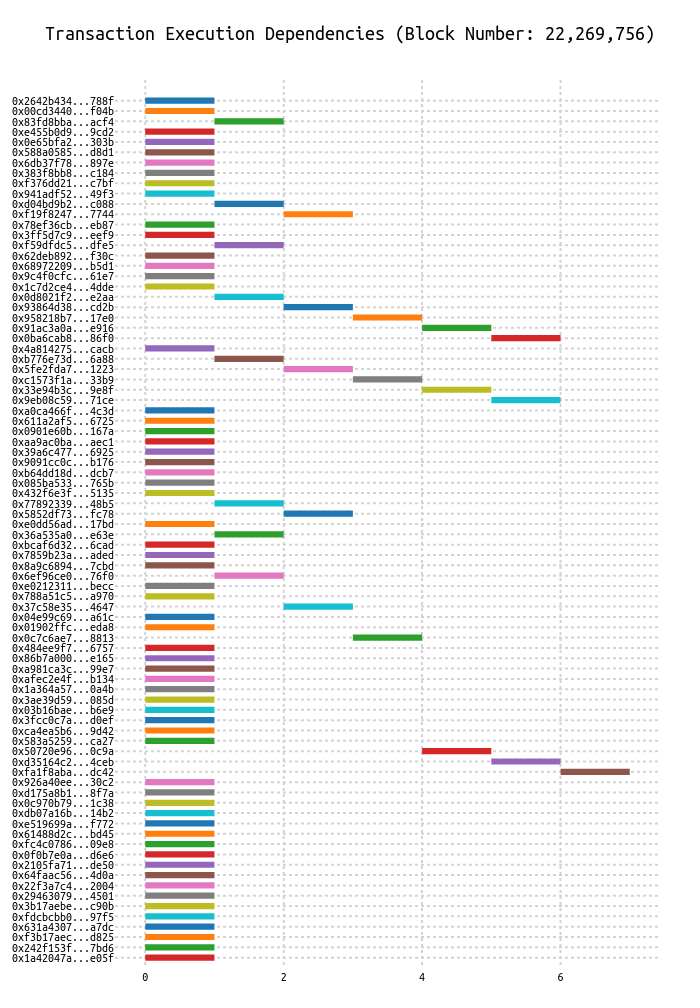 Transaction Execution Dependencies (Block Number: 22,269,756)
0x2642b434...788f
0x00cd3440...f04b
0x83fd8bba...acf4
0xe455b0d9...9cd2
0x0e65bfa2...303b
0x588a0585...d8d1
0x6db37f78...897e
0x383f8bb8...c184
0xf376dd21...c7bf
0x941adf52...49f3
0xd04bd9b2...c088
0xf19f8247...7744
0x78ef36cb...eb87
0x3ff5d7c9...eef9
0xf59dfdc5...dfe5
0x62deb892...f30c
0x68972209...b5d1
0x9c4f0cfc...61e7
0x1c7d2ce4...4dde
0x0d8021f2...e2aa
0x93864d38...cd2b
0x958218b7...17e0
0x91ac3a0a...e916
0x0ba6cab8...86f0
0x4a814275...cacb
0xb776e73d...6a88
0x5fe2fda7...1223
0xc1573f1a...33b9
0x33e94b3c...9e8f
0x9eb08c59...71ce
0xa0ca466f...4c3d
0x611a2af5...6725
0x0901e60b...167a
0xaa9ac0ba...aec1
0x39a6c477...6925
0x9091cc0c...b176
0xb64dd18d...dcb7
0x085ba533...765b
0x432f6e3f...5135
0x77892339...48b5
0x5852df73...fc78
0xe0dd56ad...17bd
0x36a535a0...e63e
0xbcaf6d32...6cad
0x7859b23a...aded
0x8a9c6894...7cbd
0x6ef96ce0...76f0
0xe0212311...becc
0x788a51c5...a970
0x37c58e35...4647
0x04e99c69...a61c
0x01902ffc...eda8
0x0c7c6ae7...8813
0x484ee9f7...6757
0x86b7a000...e165
0xa981ca3c...99e7
0xafec2e4f...b134
0x1a364a57...0a4b
0x3ae39d59...085d
0x03b16bae...b6e9
0x3fcc0c7a...d0ef
0xca4ea5b6...9d42
0x583a5259...ca27
0x50720e96...0c9a
0xd35164c2...4ceb
0xfa1f8aba...dc42
0x926a40ee...30c2
0xd175a8b1...8f7a
0x0c970b79...1c38
0xdb07a16b...14b2
0xe519699a...f772
0x61488d2c...bd45
0xfc4c0786...09e8
0x0f0b7e0a...d6e6
0x2105fa71...de50
0x64faac56...4d0a
0x22f3a7c4...2004
0x29463079...4501
0x3b17aebe...c90b
0xfdcbcbb0...97f5
0x631a4307...a7dc
0xf3b17aec...d825
0x242f153f...7bd6
0x1a42047a...e05f
0 2 4 6